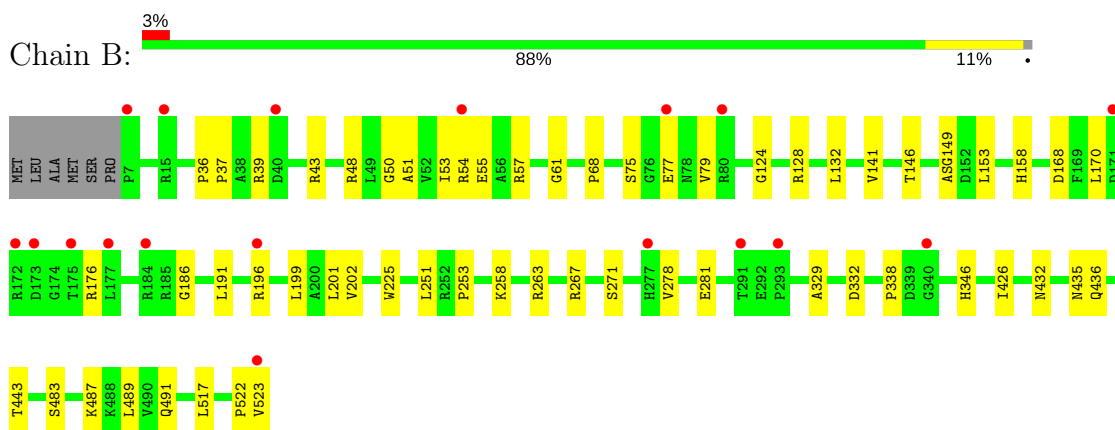 3%
Chain B:
88% 11% •
MET LEU ALA MET SER PRO P7 R15 P36 P37 A38 R39 D40 R43 R48 L49 G50 A51 V52 I53 R54 E55 A56 R57 G61 P68 S75 G76 E77 N78 V79 R80 G124 R128 L132 V141 T146 ASG149 D152 L153 H158 D168 F169 L170 D171
R172 D173 G174 T175 R176 L177 R184 R185 G186 L191 R196 L199 A200 L201 V202 W225 L251 R252 P253 K258 R263 R267 S271 H277 V278 E281 T291 E292 P293 A329 D332 P338 D339 G340 H346 I426 N432 N435 Q436
T443 S483 K487 K488 L489 V490 Q491 L517 P522 V523